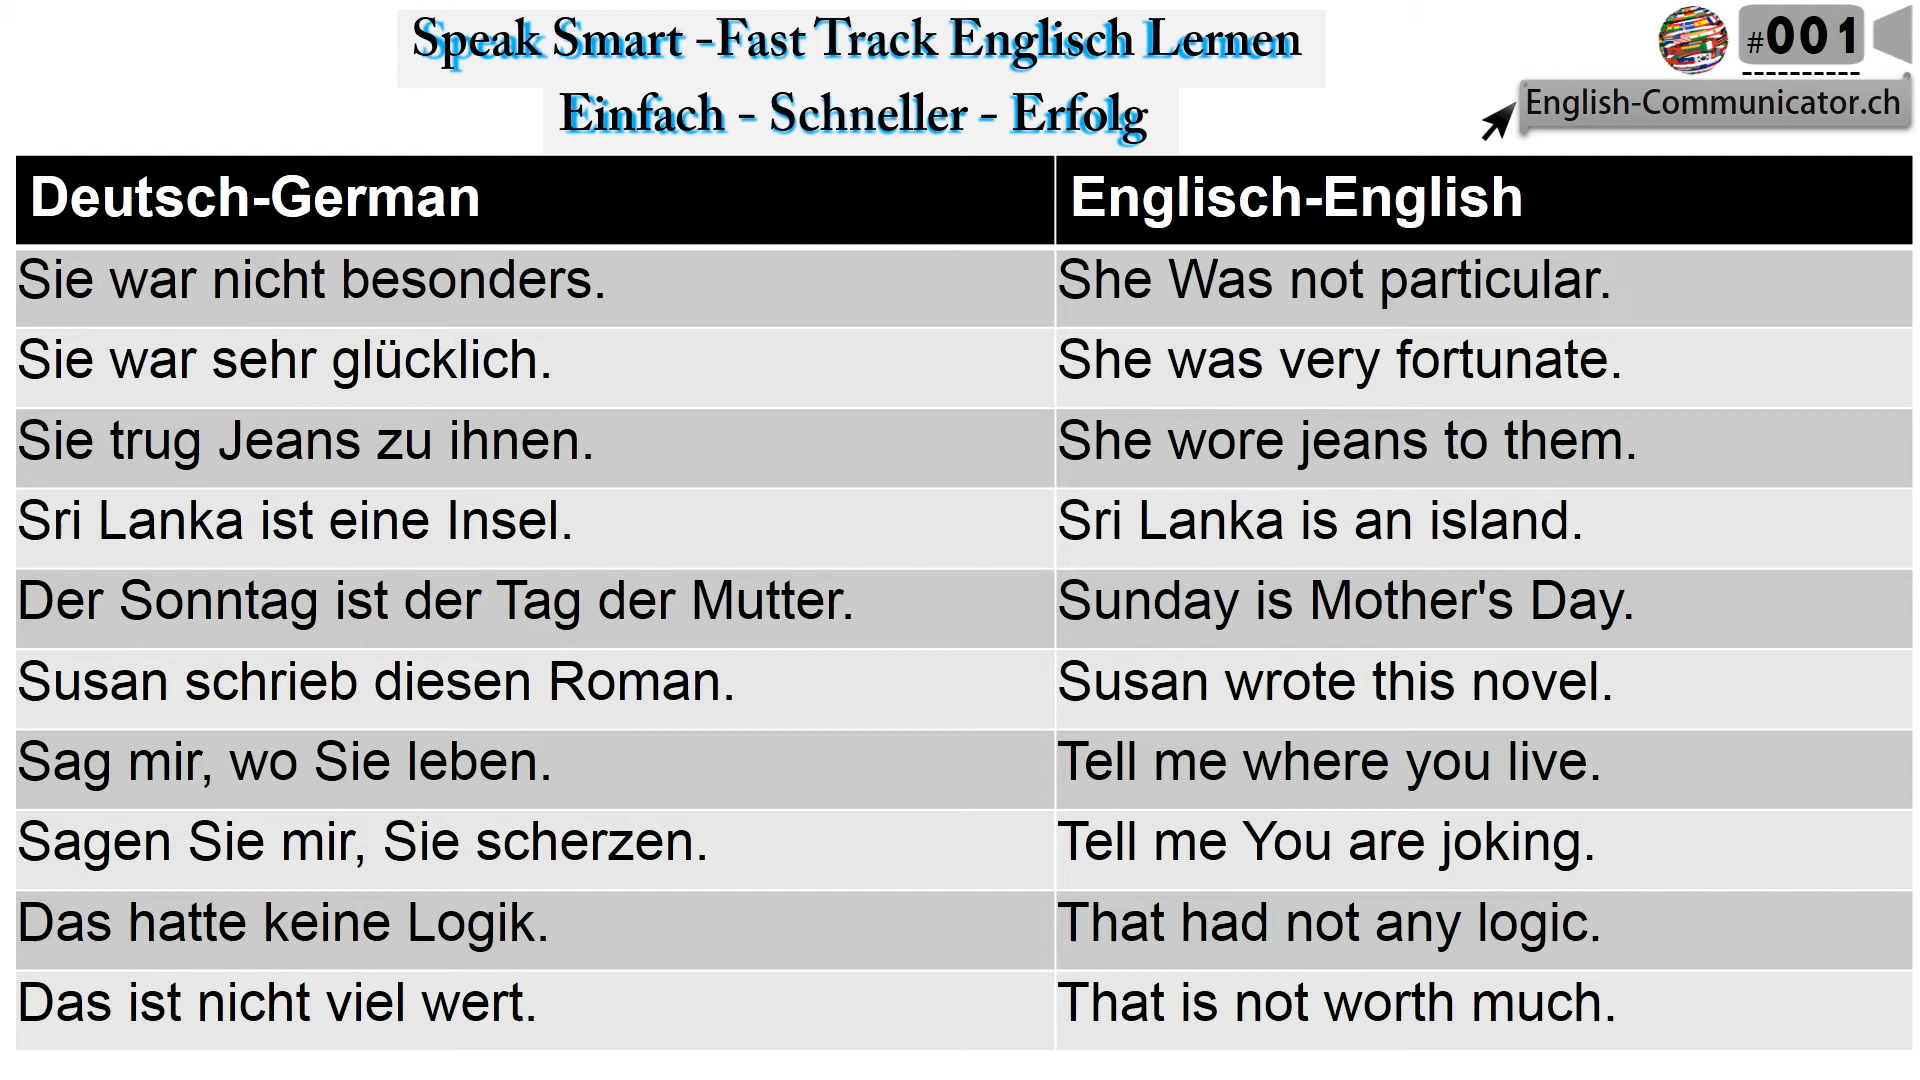 Speak Smart -Fast Track Englisch Lernen
Einfach - Schneller - Erfolg
#001
English-Communicator.ch
Deutsch-German Englisch-English
Sie war nicht besonders. She Was not particular.
Sie war sehr glücklich. She was very fortunate.
Sie trug Jeans zu ihnen. She wore jeans to them.
Sri Lanka ist eine Insel. Sri Lanka is an island.
Der Sonntag ist der Tag der Mutter. Sunday is Mother's Day.
Susan schrieb diesen Roman. Susan wrote this novel.
Sag mir, wo Sie leben. Tell me where you live.
Sagen Sie mir, Sie scherzen. Tell me You are joking.
Das hatte keine Logik. That had not any logic.
Das ist nicht viel wert. That is not worth much.